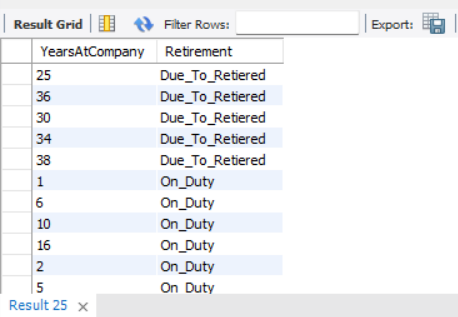 Result Grid Filter Rows: Export:
YearsAtCompany Retirement
25 Due_To_Retiered
36 Due_To_Retiered
30 Due_To_Retiered
34 Due_To_Retiered
38 Due_To_Retiered
1 On_Duty
6 On_Duty
10 On_Duty
16 On_Duty
2 On_Duty
5 On_Duty
Result 25 ×